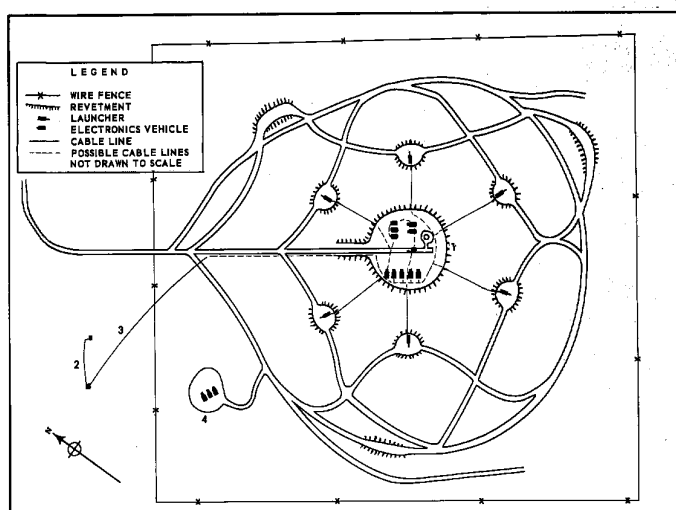 LEGEND
WIRE FENCE
REVETMENT
LAUNCHER
ELECTRONICS VEHICLE
CABLE LINE
POSSIBLE CABLE LINES
NOT DRAWN TO SCALE
1
3
2
4
N